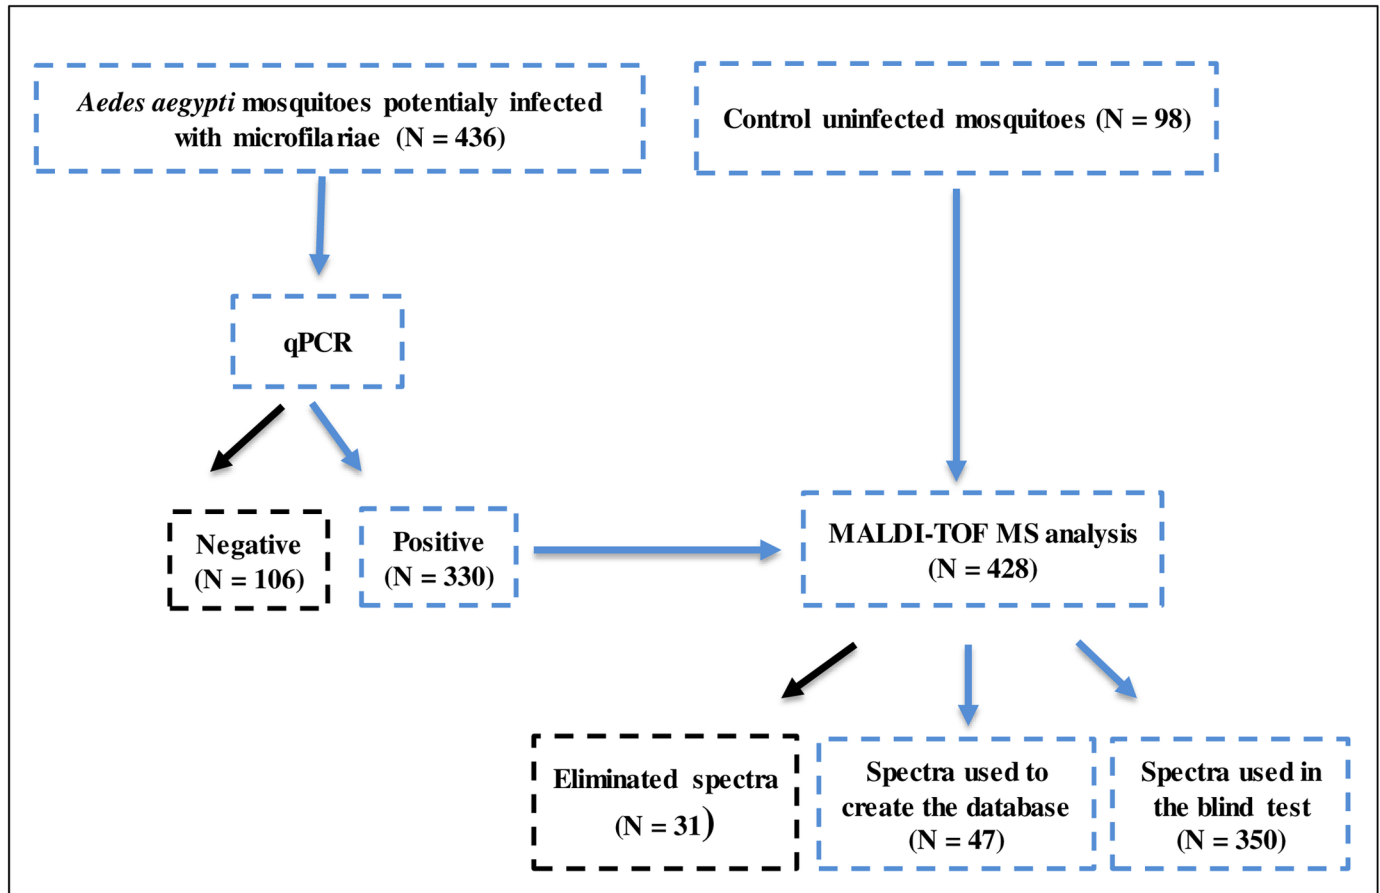 Aedes aegypti mosquitoes potentialy infected
with microfilariae (N = 436)
Control uninfected mosquitoes (N = 98)
qPCR
Negative
(N = 106)
Positive
(N = 330)
MALDI-TOF MS analysis
(N = 428)
Eliminated spectra
(N = 31)
Spectra used to
create the database
(N = 47)
Spectra used in
the blind test
(N = 350)